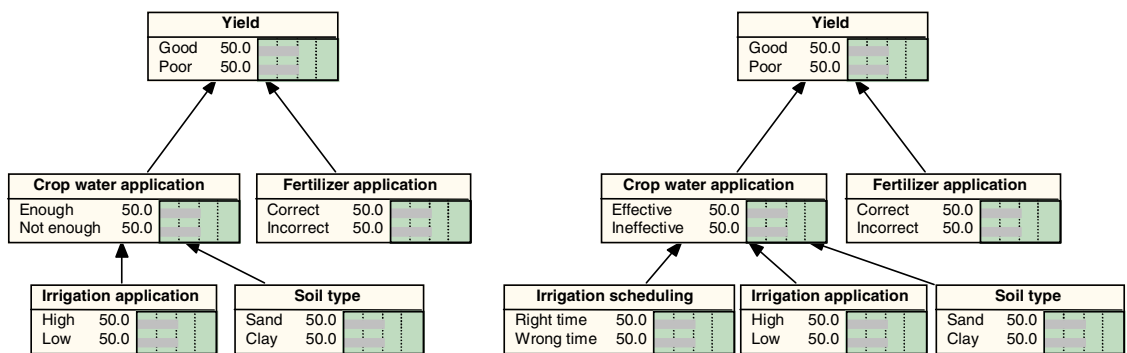 Yield
Good 50.0
Poor 50.0
Crop water application
Enough 50.0
Not enough 50.0
Fertilizer application
Correct 50.0
Incorrect 50.0
Irrigation application
High 50.0
Low 50.0
Soil type
Sand 50.0
Clay 50.0
Yield
Good 50.0
Poor 50.0
Crop water application
Effective 50.0
Ineffective 50.0
Fertilizer application
Correct 50.0
Incorrect 50.0
Irrigation scheduling
Right time 50.0
Wrong time 50.0
Irrigation application
High 50.0
Low 50.0
Soil type
Sand 50.0
Clay 50.0